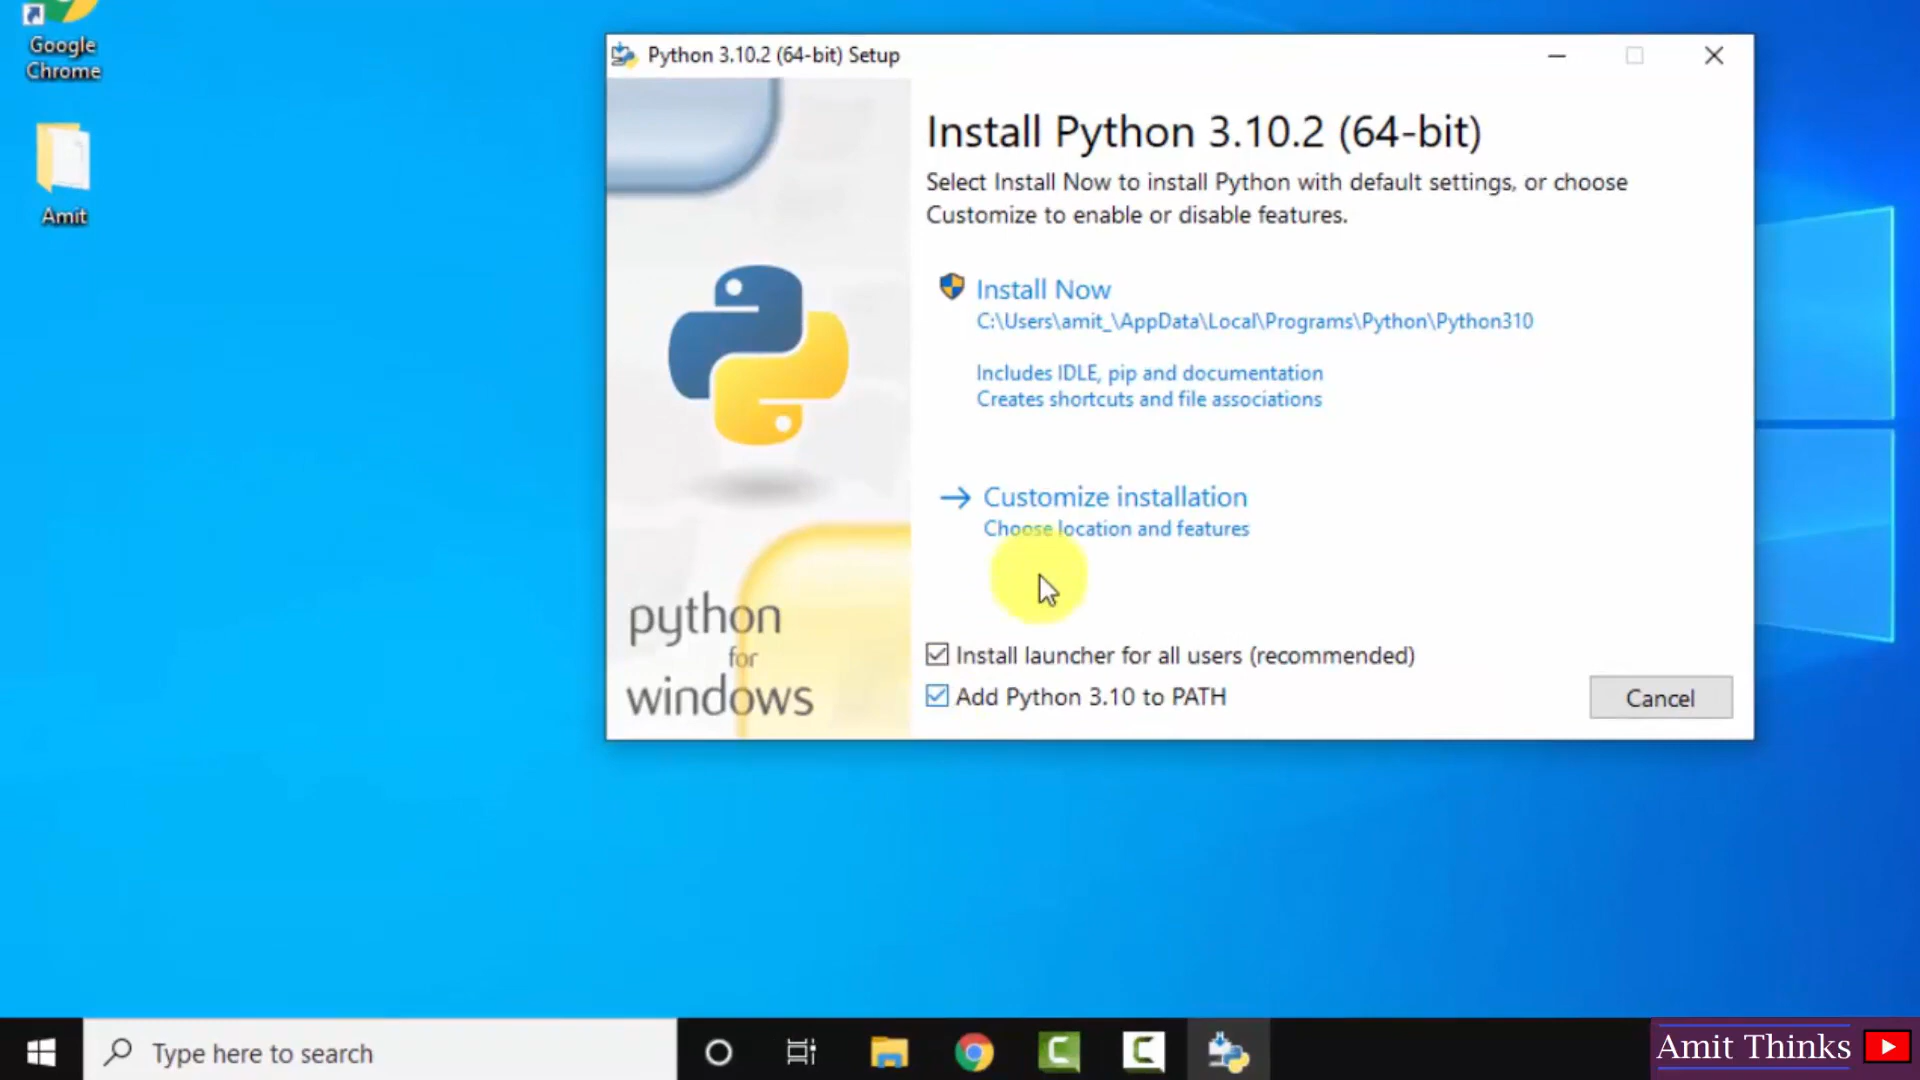 Google
Chrome
Amit
Python 3.10.2 (64-bit) Setup
Install Python 3.10.2 (64-bit)
Select Install Now to install Python with default settings, or choose
Customize to enable or disable features.
Install Now
C:\Users\amit_\AppData\Local\Programs\Python\Python310
Includes IDLE, pip and documentation
Creates shortcuts and file associations
Customize installation
Choose location and features
python
for
windows
Install launcher for all users (recommended)
Add Python 3.10 to PATH
Cancel
Type here to search
Amit Thinks